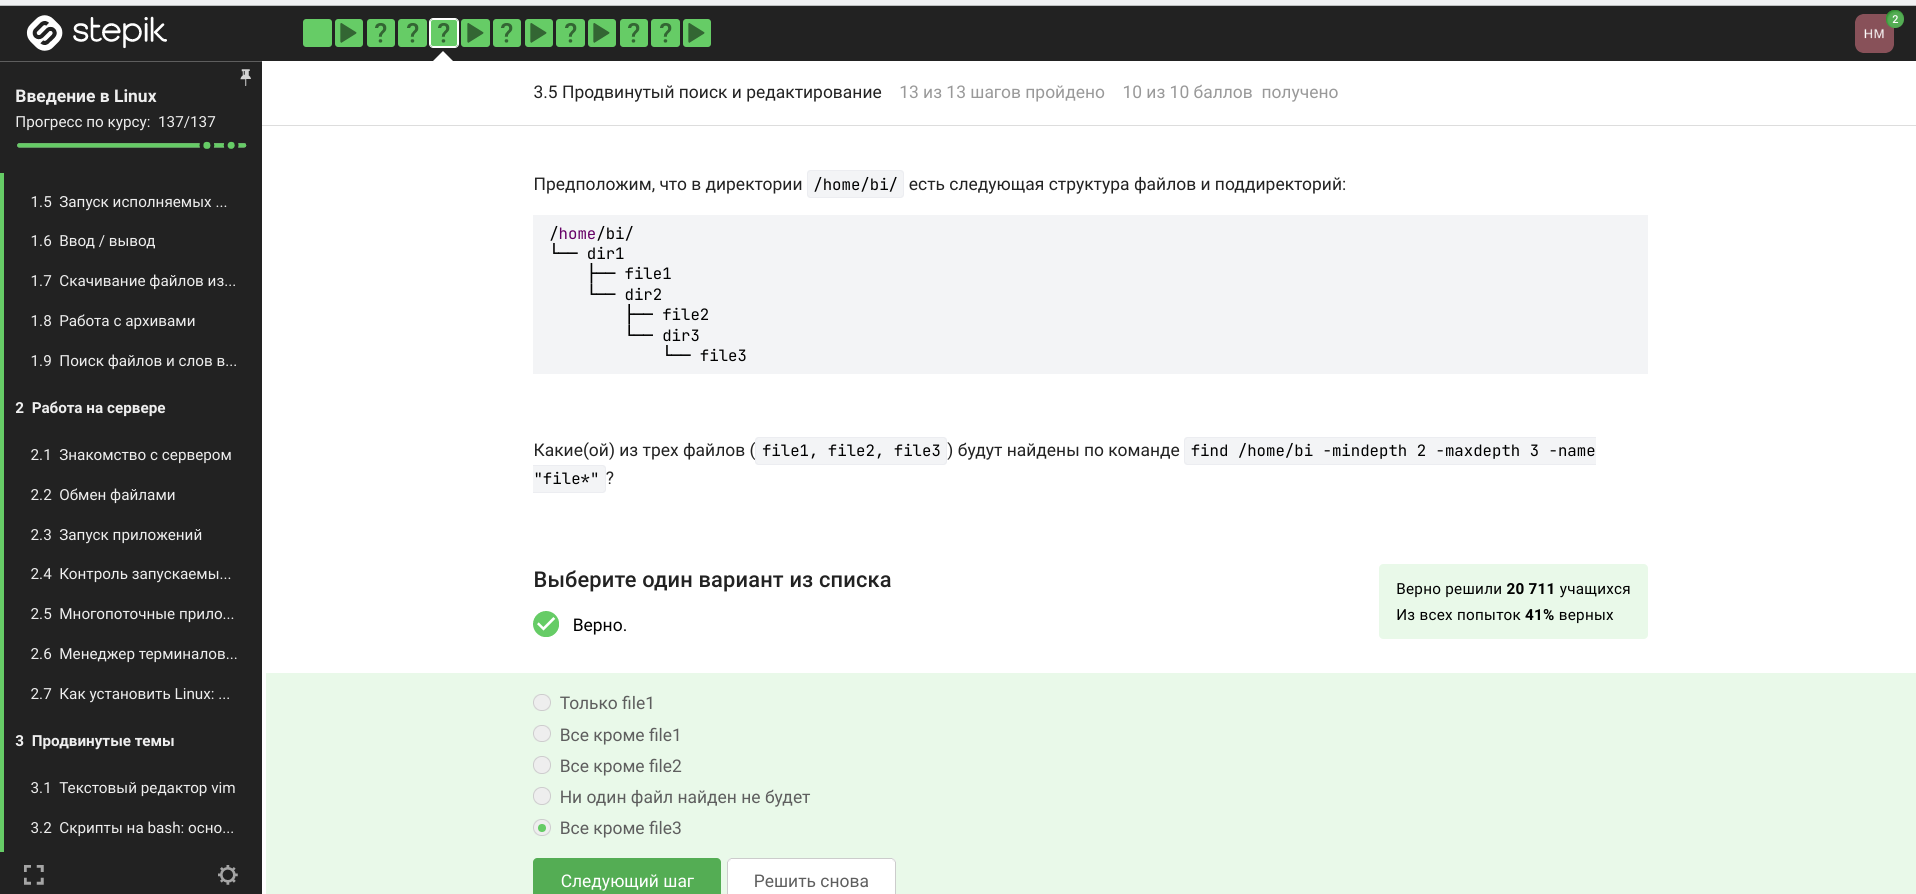 stepik
? ? ? ? ? ? ?
НМ
2
Введение в Linux
Прогресс по курсу: 137/137
1.5 Запуск исполняемых ...
1.6 Ввод / вывод
1.7 Скачивание файлов из...
1.8 Работа с архивами
1.9 Поиск файлов и слов в...
2 Работа на сервере
2.1 Знакомство с сервером
2.2 Обмен файлами
2.3 Запуск приложений
2.4 Контроль запускаемы...
2.5 Многопоточные прило...
2.6 Менеджер терминалов...
2.7 Как установить Linux: ...
3 Продвинутые темы
3.1 Текстовый редактор vim
3.2 Скрипты на bash: осно...
3.5 Продвинутый поиск и редактирование 13 из 13 шагов пройдено 10 из 10 баллов получено
Предположим, что в директории /home/bi/ есть следующая структура файлов и поддиректорий:
/home/bi/
└── dir1
    ├── file1
    └── dir2
        ├── file2
        └── dir3
            └── file3
Какие(ой) из трех файлов ( file1, file2, file3 ) будут найдены по команде find /home/bi -mindepth 2 -maxdepth 3 -name
"file*" ?
Выберите один вариант из списка
Верно.
Верно решили 20 711 учащихся
Из всех попыток 41% верных
Только file1
Все кроме file1
Все кроме file2
Ни один файл найден не будет
Все кроме file3
Следующий шаг
Решить снова